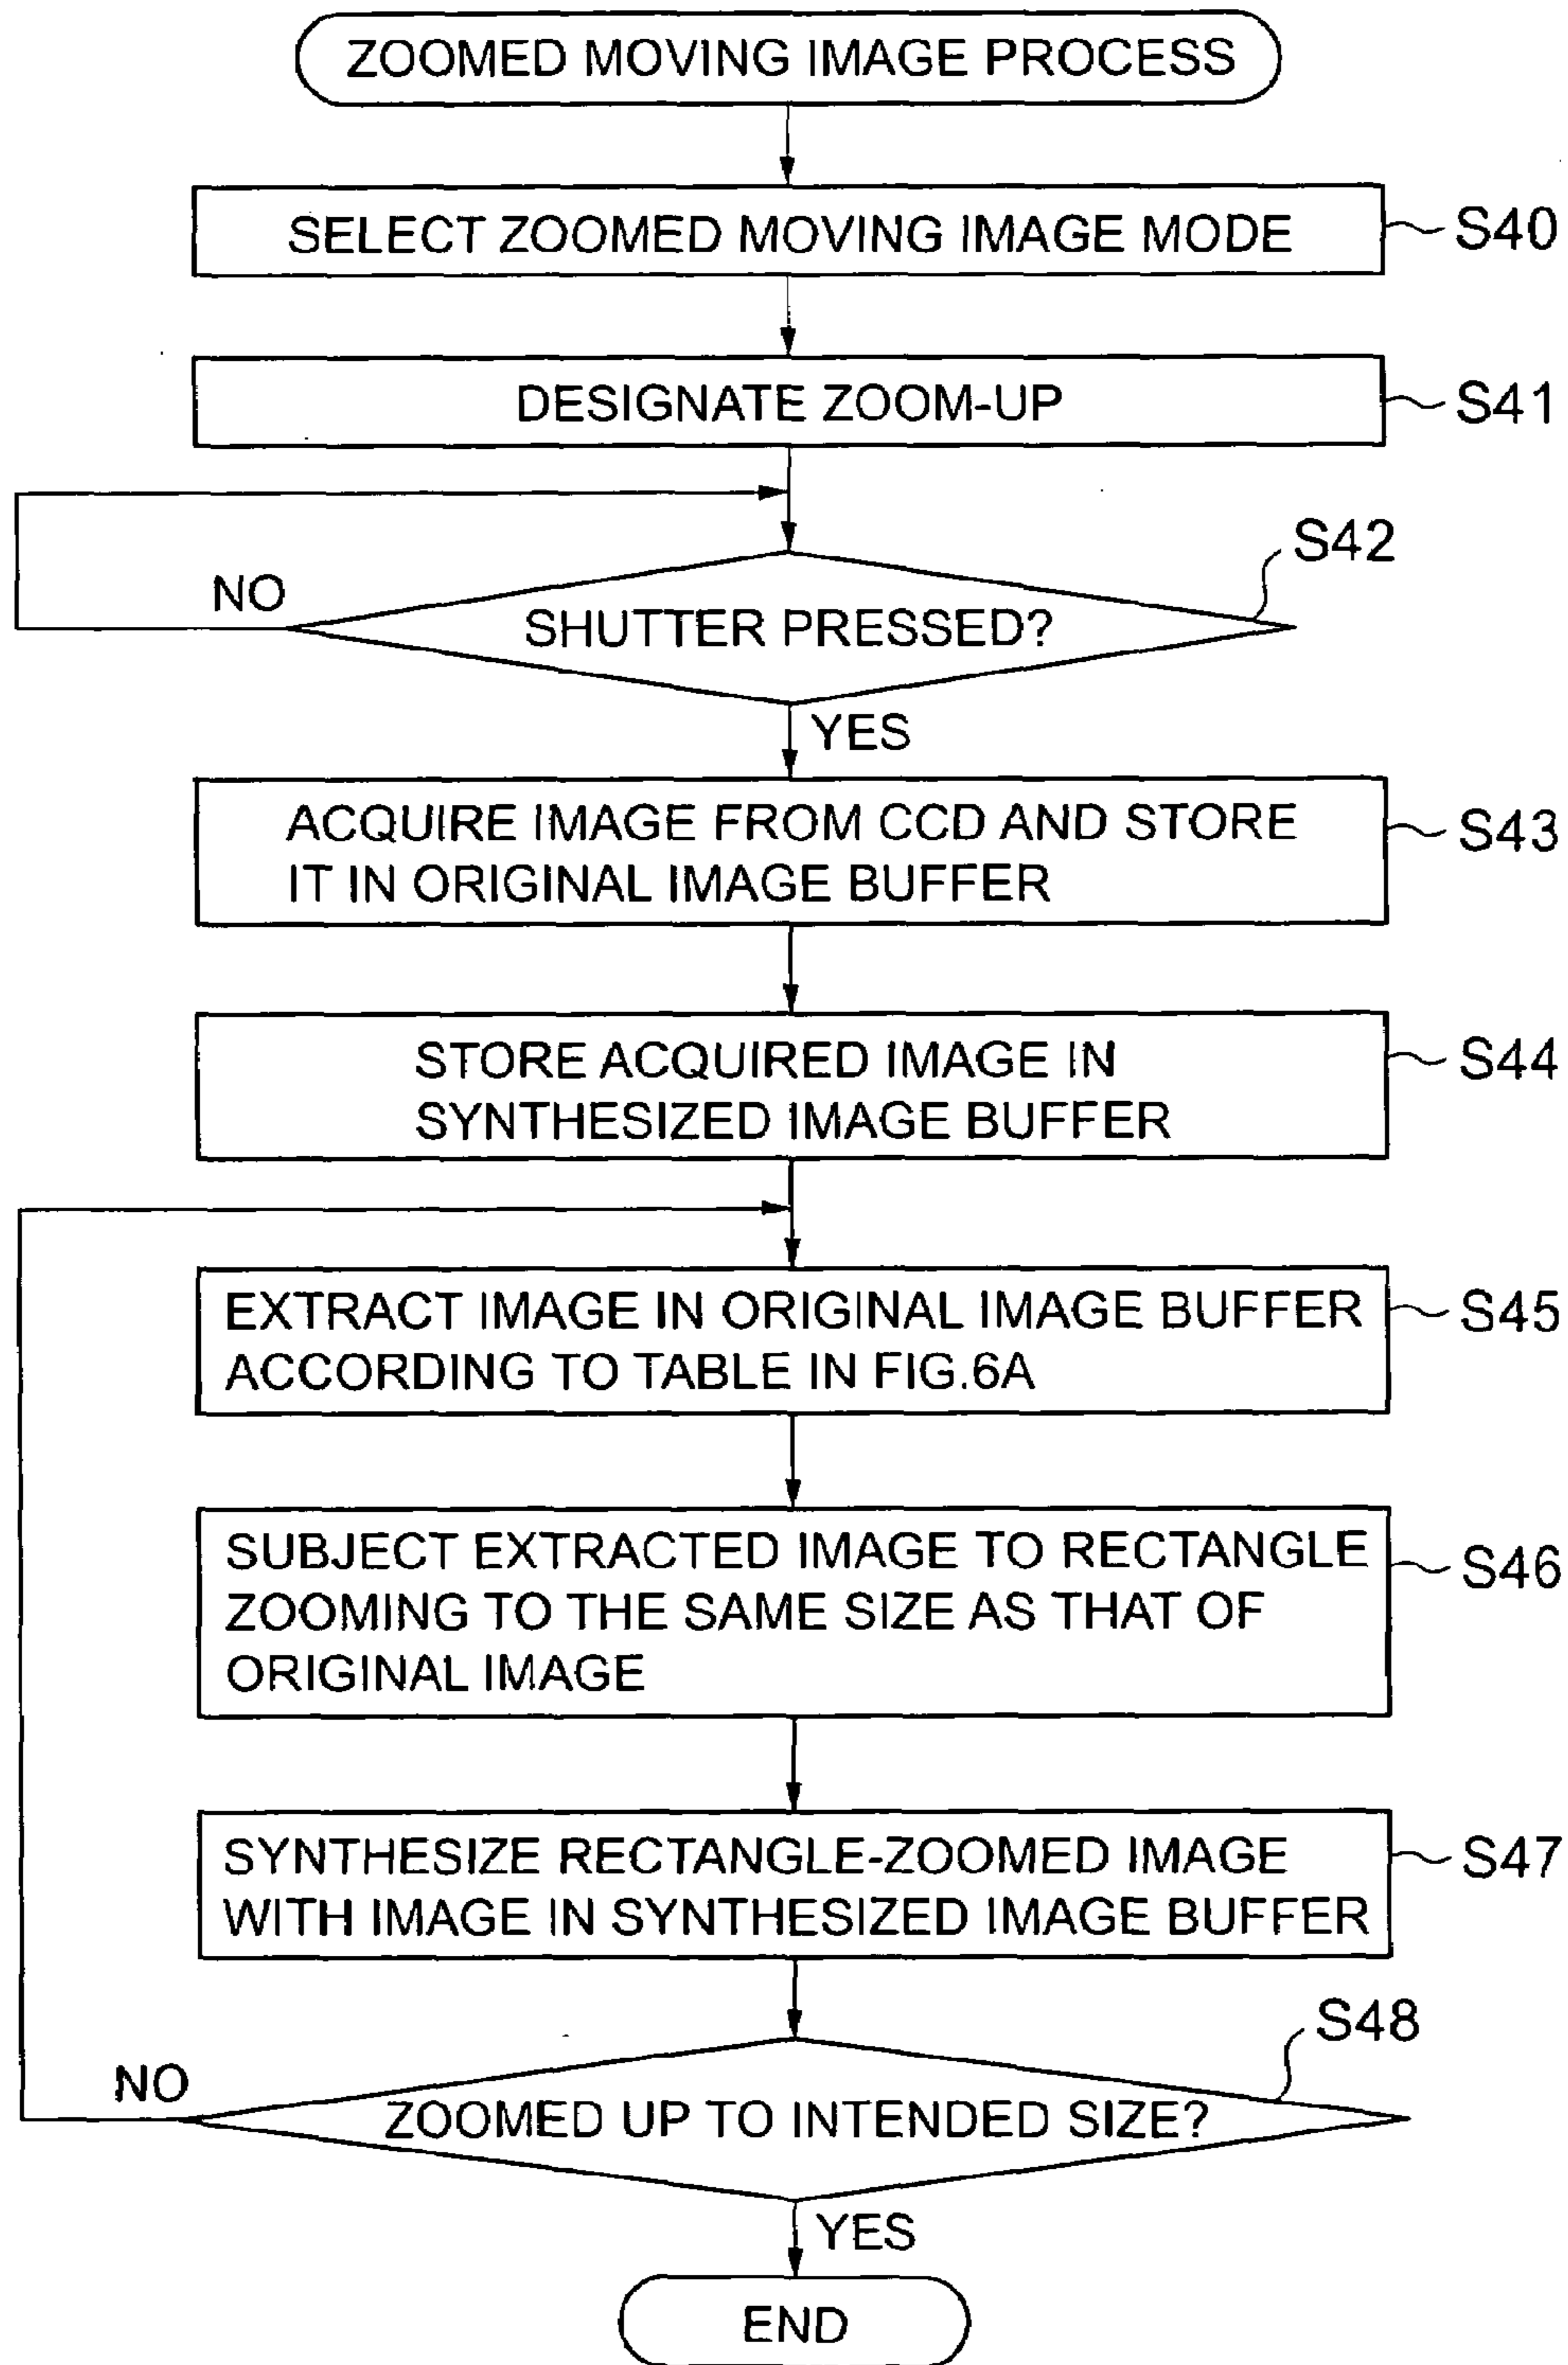 ZOOMED MOVING IMAGE PROCESS
SELECT ZOOMED MOVING IMAGE MODE
S40
DESIGNATE ZOOM-UP
S41
S42
NO
SHUTTER PRESSED?
YES
ACQUIRE IMAGE FROM CCD AND STORE
IT IN ORIGINAL IMAGE BUFFER
S43
STORE ACQUIRED IMAGE IN
SYNTHESIZED IMAGE BUFFER
S44
EXTRACT IMAGE IN ORIGINAL IMAGE BUFFER
ACCORDING TO TABLE IN FIG.6A
S45
SUBJECT EXTRACTED IMAGE TO RECTANGLE
ZOOMING TO THE SAME SIZE AS THAT OF
ORIGINAL IMAGE
S46
SYNTHESIZE RECTANGLE-ZOOMED IMAGE
WITH IMAGE IN SYNTHESIZED IMAGE BUFFER
S47
S48
NO
ZOOMED UP TO INTENDED SIZE?
YES
END